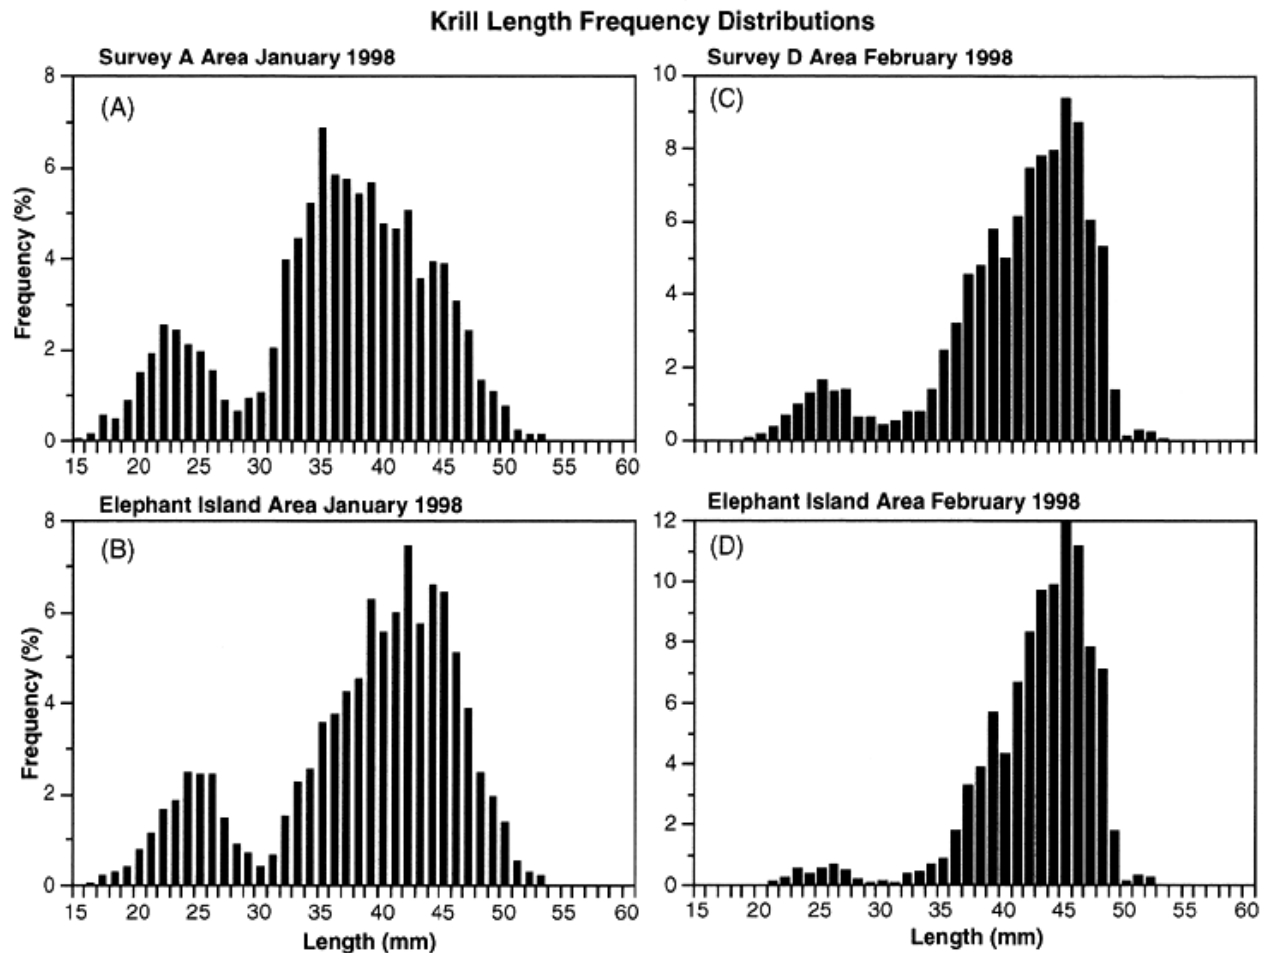 Krill Length Frequency Distributions
Survey A Area January 1998
(A)
Frequency (%)
8
6
4
2
0
15 20 25 30 35 40 45 50 55 60
Survey D Area February 1998
(C)
10
8
6
4
2
0
Elephant Island Area January 1998
(B)
Frequency (%)
8
6
4
2
0
15 20 25 30 35 40 45 50 55 60
Length (mm)
Elephant Island Area February 1998
(D)
12
10
8
6
4
2
0
15 20 25 30 35 40 45 50 55 60
Length (mm)